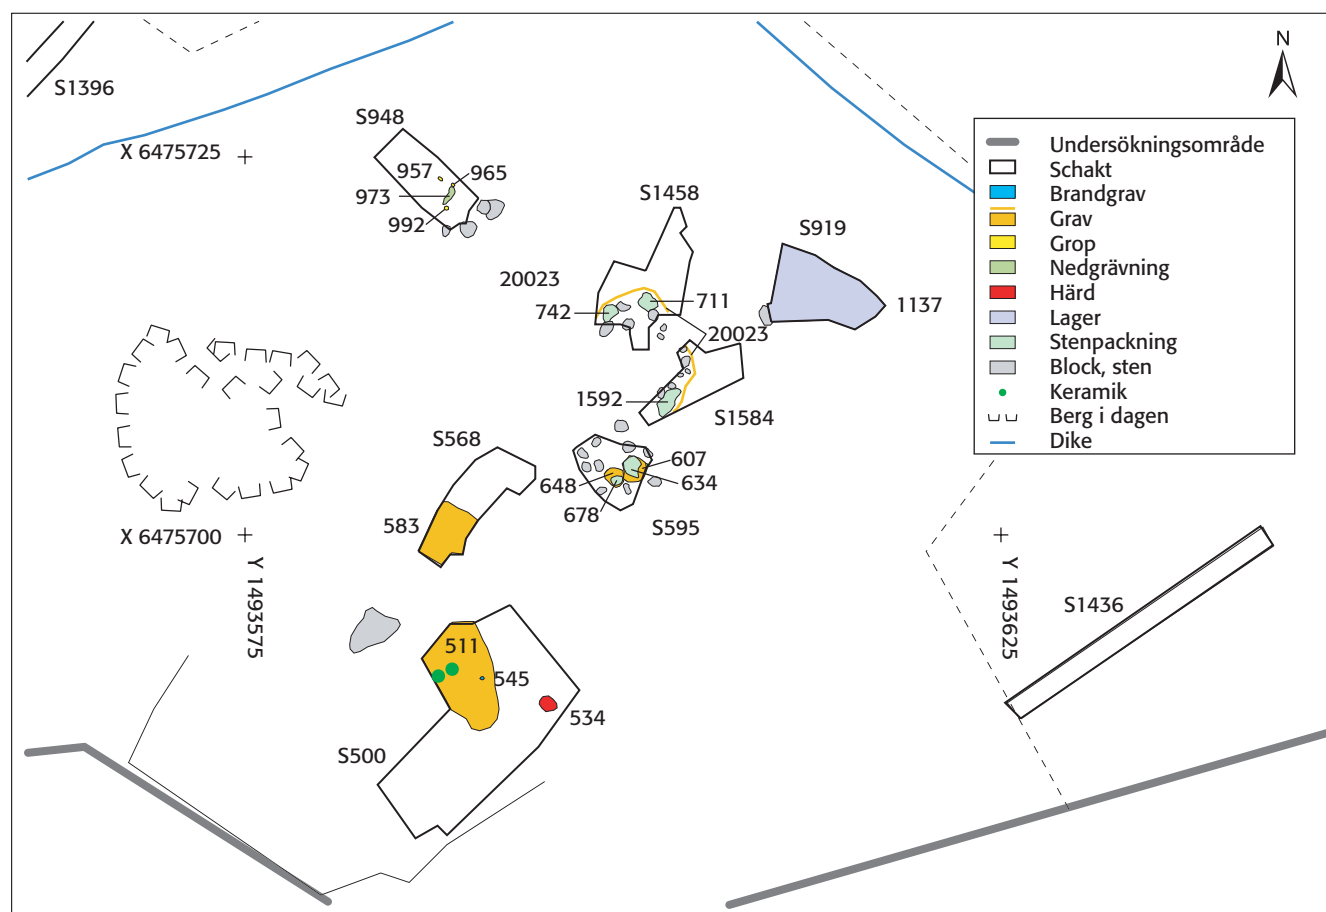 N
S1396
S948
X 6475725
957
965
973
992
S1458
S919
20023
711
742
1137
20023
1592
S1584
S568
607
648
634
678
S595
583
X 6475700
Y 1493575
Y 1493625
S1436
511
545
534
S500
Undersökningsområde
Schakt
Brandgrav
Grav
Grop
Nedgrävning
Härd
Lager
Stenpackning
Block, sten
Keramik
Berg i dagen
Dike